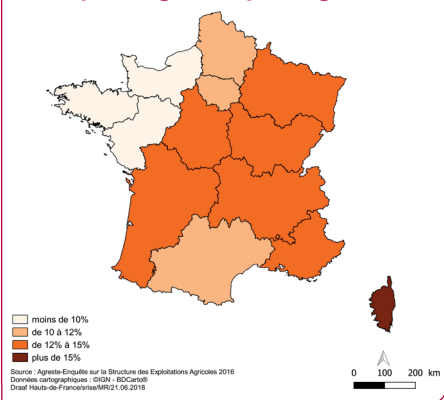 moins de 10%
de 10 à 12%
de 12% à 15%
plus de 15%
Source : Agreste-Enquête sur la Structure des Exploitations Agricoles 2016
Données cartographiques : ©IGN - BDCarto®
Draaf Hauts-de-France/srise/MR/21.06.2018
0 100 200 km